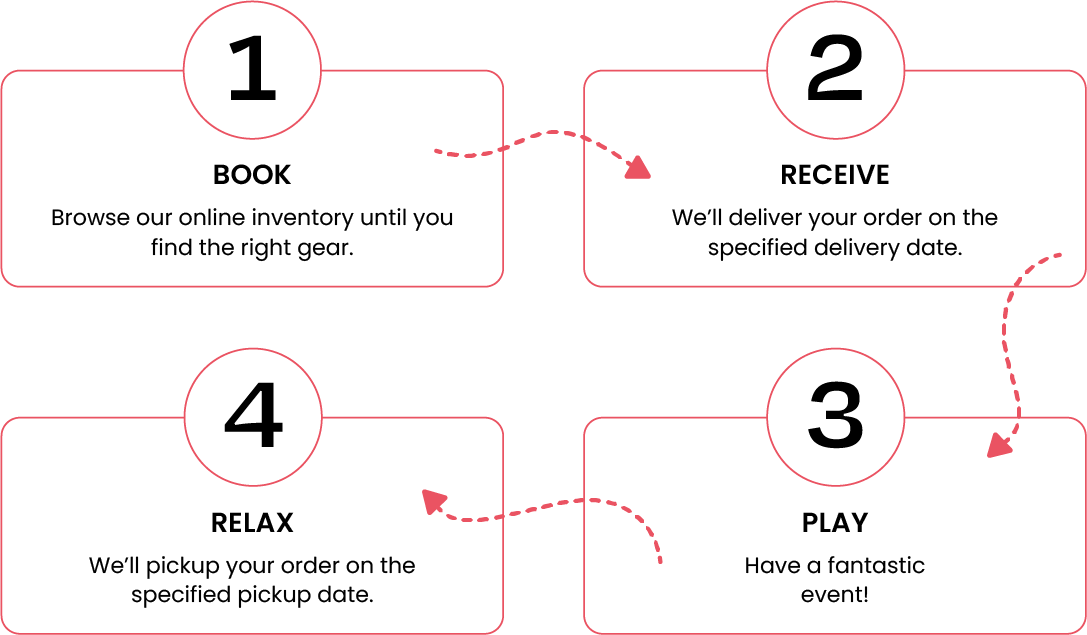 1
BOOK
Browse our online inventory until you
find the right gear.
2
RECEIVE
We’ll deliver your order on the
specified delivery date.
3
PLAY
Have a fantastic
event!
4
RELAX
We’ll pickup your order on the
specified pickup date.